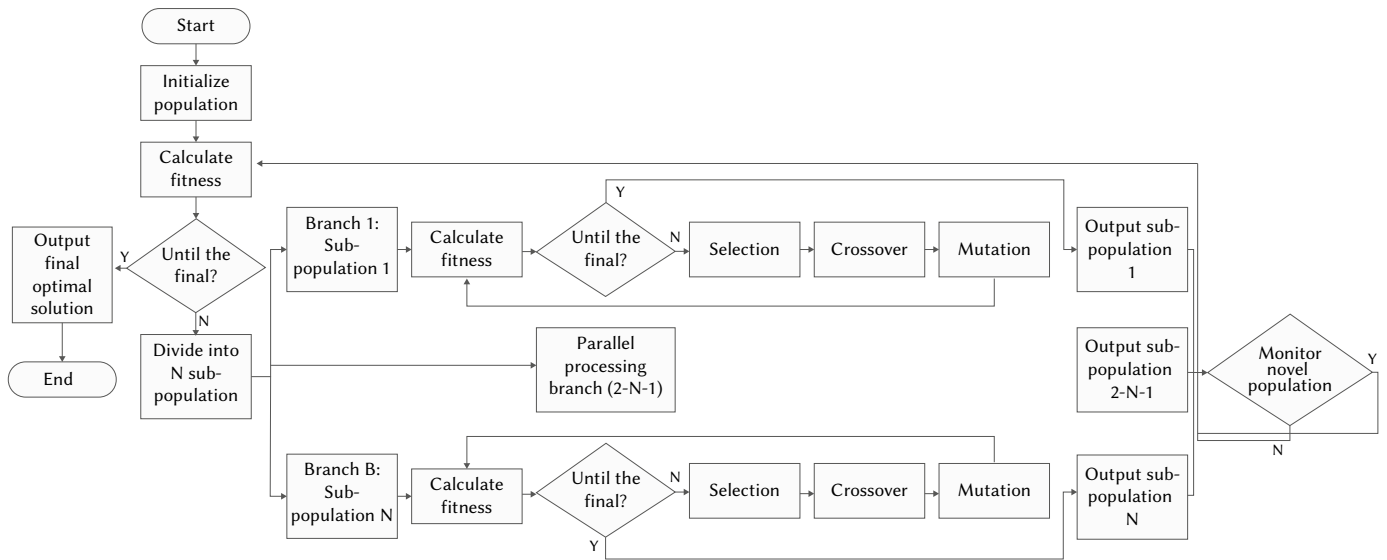 Start
Initialize
population
Calculate
fitness
Until the
final?
Y
N
Output
final
optimal
solution
End
Divide into
N sub-
population
Branch 1:
Sub-
population 1
Calculate
fitness
Until the
final?
Y
N
Selection
Crossover
Mutation
Output sub-
population
1
Parallel
processing
branch (2-N-1)
Output sub-
population
2-N-1
Monitor
novel
population
Y
N
Branch B:
Sub-
population N
Calculate
fitness
Until the
final?
N
Y
Selection
Crossover
Mutation
Output sub-
population
N